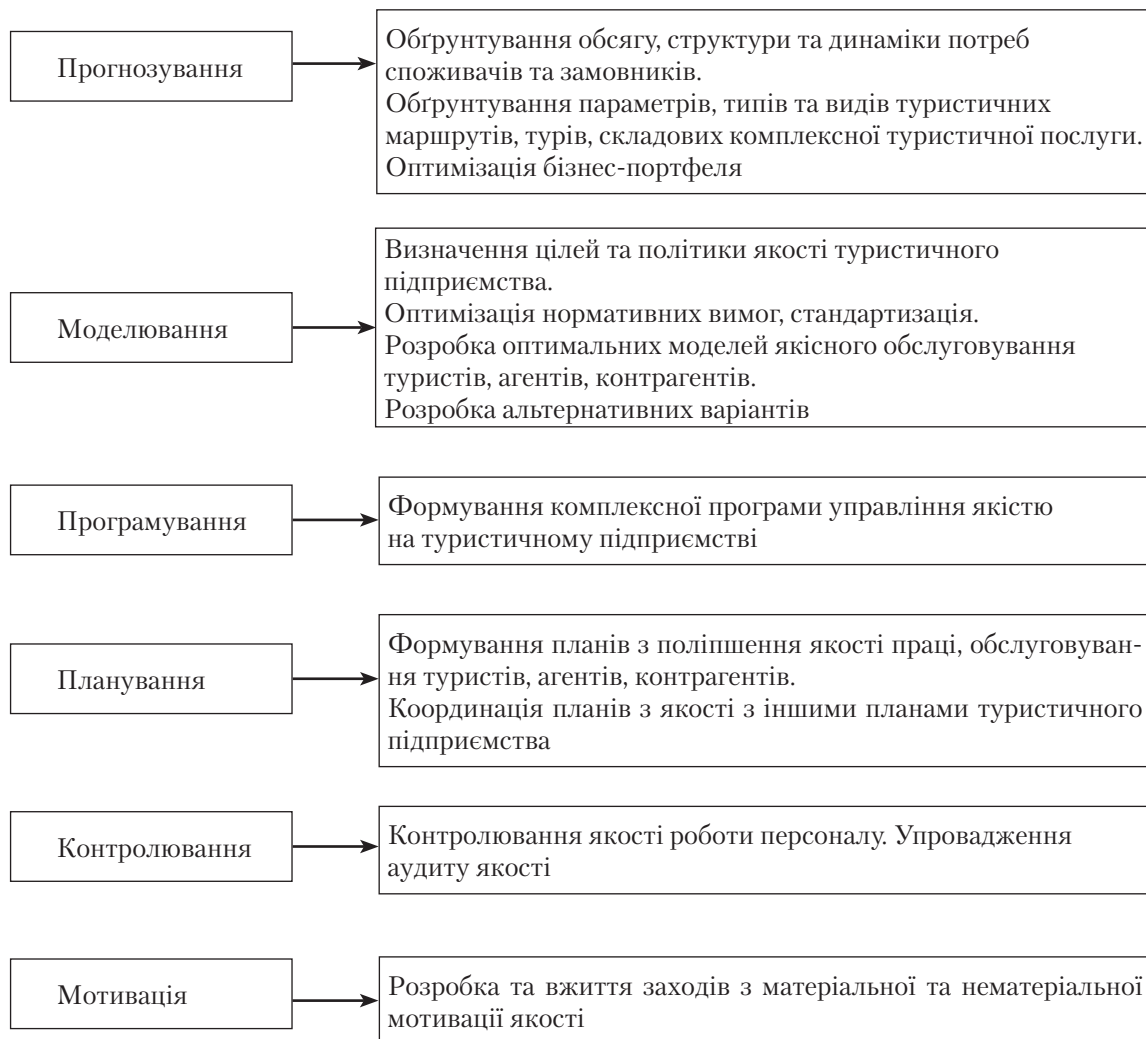 Прогнозування
Обґрунтування обсягу, структури та динаміки потреб
споживачів та замовників.
Обґрунтування параметрів, типів та видів туристичних
маршрутів, турів, складових комплексної туристичної послуги.
Оптимізація бізнес-портфеля
Моделювання
Визначення цілей та політики якості туристичного
підприємства.
Оптимізація нормативних вимог, стандартизація.
Розробка оптимальних моделей якісного обслуговування
туристів, агентів, контрагентів.
Розробка альтернативних варіантів
Програмування
Формування комплексної програми управління якістю
на туристичному підприємстві
Планування
Формування планів з поліпшення якості праці, обслуговуван-
ня туристів, агентів, контрагентів.
Координація планів з якості з іншими планами туристичного
підприємства
Контролювання
Контролювання якості роботи персоналу. Упровадження
аудиту якості
Мотивація
Розробка та вжиття заходів з матеріальної та нематеріальної
мотивації якості